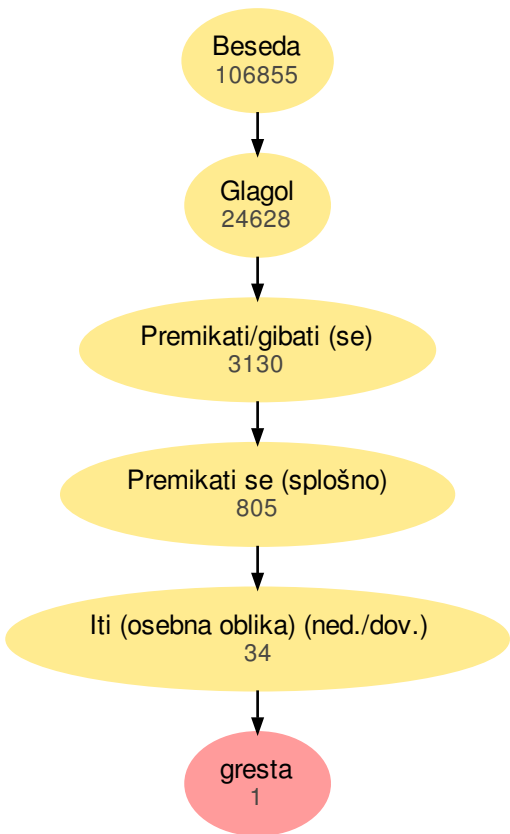 Beseda
106855
Glagol
24628
Premikati/gibati (se)
3130
Premikati se (splošno)
805
Iti (osebna oblika) (ned./dov.)
34
gresta
1